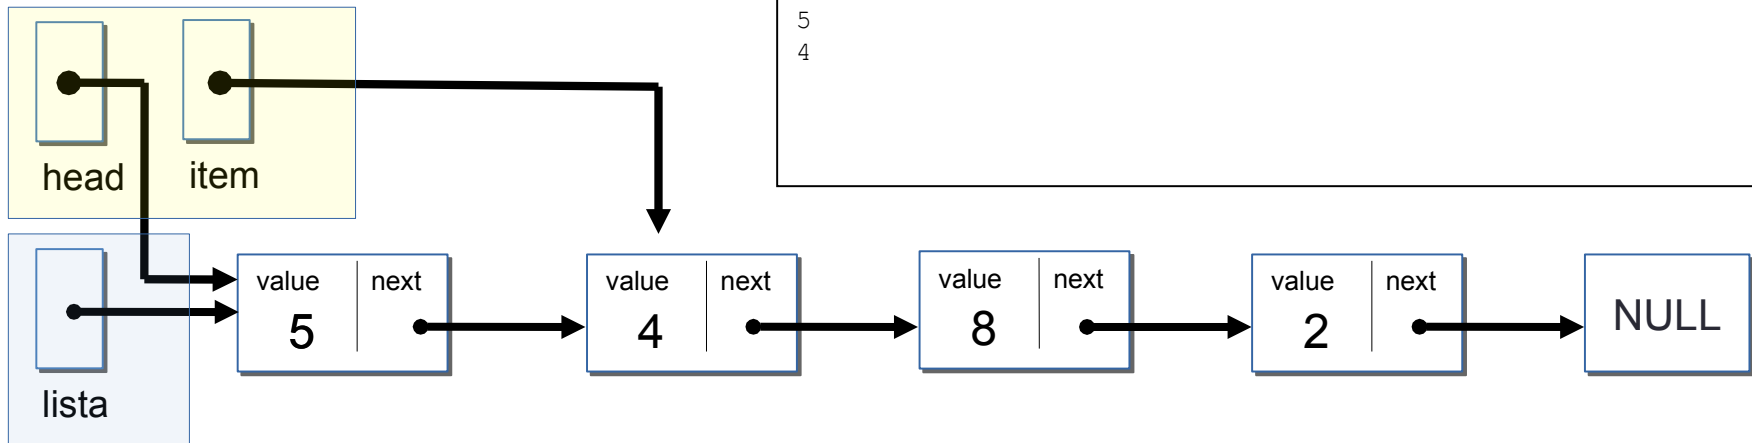 5
4
head item
value next value next value next value next
5 4 8 2 NULL
lista